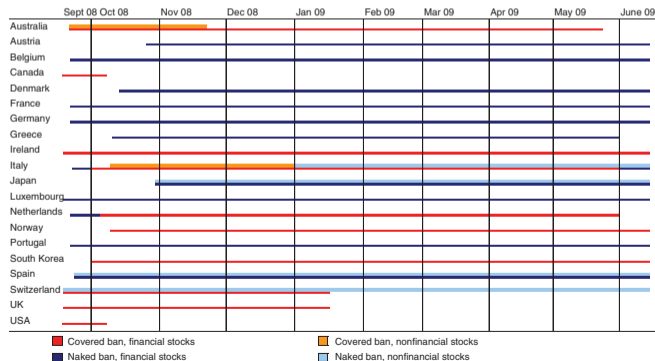 Sept 08 Oct 08 Nov 08 Dec 08 Jan 09 Feb 09 Mar 09 Apr 09 May 09 June 09
Australia
Austria
Belgium
Canada
Denmark
France
Germany
Greece
Ireland
Italy
Japan
Luxembourg
Netherlands
Norway
Portugal
South Korea
Spain
Switzerland
UK
USA
Covered ban, financial stocks Covered ban, nonfinancial stocks
Naked ban, financial stocks Naked ban, nonfinancial stocks